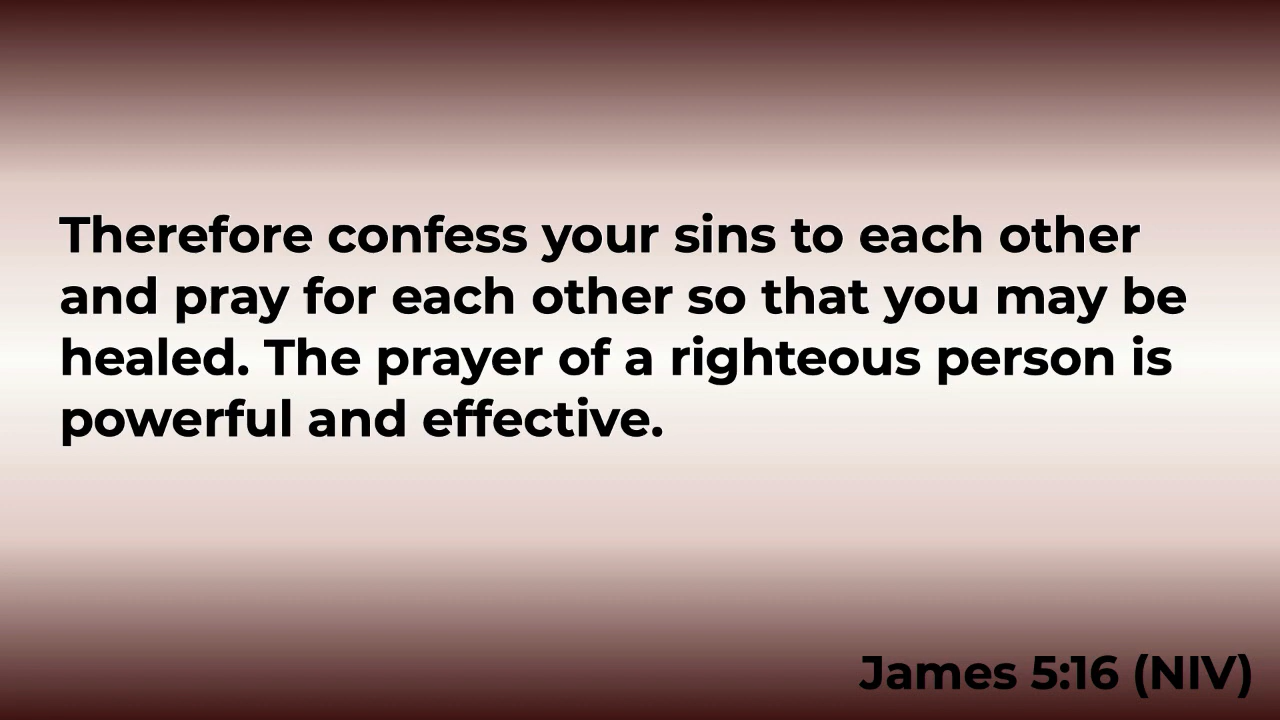 Therefore confess your sins to each other
and pray for each other so that you may be
healed. The prayer of a righteous person is
powerful and effective.
James 5:16 (NIV)